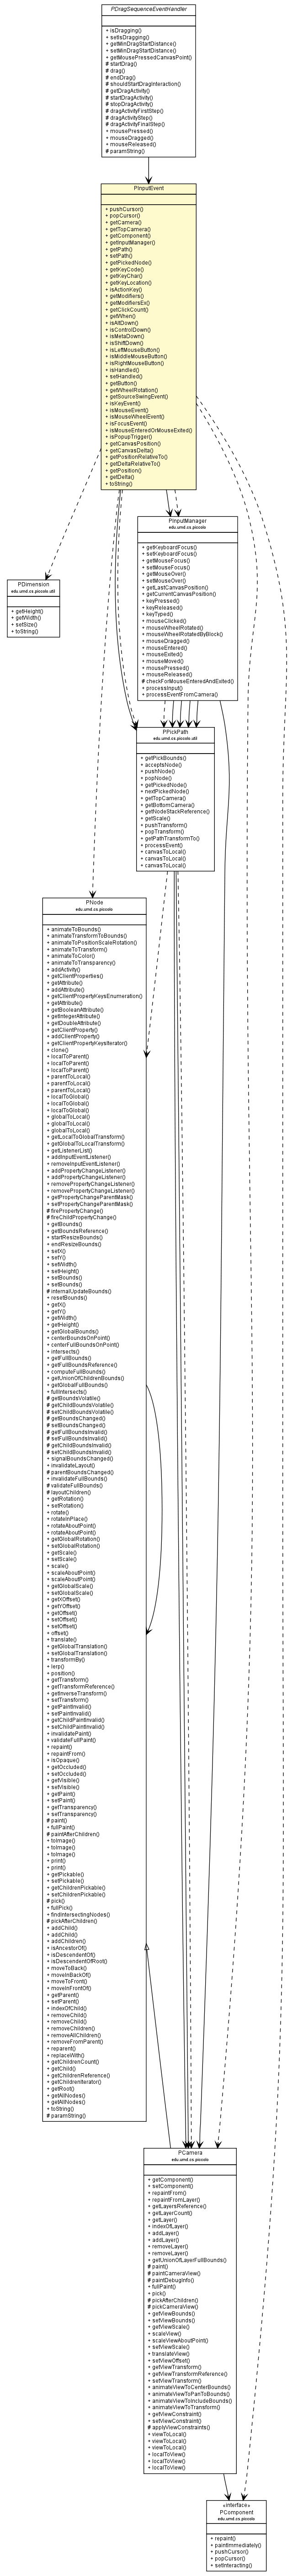 PDragSequenceEventHandler
+ isDragging()
+ setIsDragging()
+ getMinDragStartDistance()
+ setMinDragStartDistance()
+ getMousePressedCanvasPoint()
# startDrag()
# drag()
# endDrag()
# shouldStartDragInteraction()
# getDragActivity()
# startDragActivity()
# stopDragActivity()
# dragActivityFirstStep()
# dragActivityStep()
# dragActivityFinalStep()
+ mousePressed()
+ mouseDragged()
+ mouseReleased()
# paramString()
PInputEvent
+ pushCursor()
+ popCursor()
+ getCamera()
+ getTopCamera()
+ getComponent()
+ getInputManager()
+ getPath()
+ setPath()
+ getPickedNode()
+ getKeyCode()
+ getKeyChar()
+ getKeyLocation()
+ isActionKey()
+ getModifiers()
+ getModifiersEx()
+ getClickCount()
+ getWhen()
+ isAltDown()
+ isControlDown()
+ isMetaDown()
+ isShiftDown()
+ isLeftMouseButton()
+ isMiddleMouseButton()
+ isRightMouseButton()
+ isHandled()
+ setHandled()
+ getButton()
+ getWheelRotation()
+ getSourceSwingEvent()
+ isKeyEvent()
+ isMouseEvent()
+ isMouseWheelEvent()
+ isFocusEvent()
+ isMouseEnteredOrMouseExited()
+ isPopupTrigger()
+ getCanvasPosition()
+ getCanvasDelta()
+ getPositionRelativeTo()
+ getDeltaRelativeTo()
+ getPosition()
+ getDelta()
+ toString()
PInputManager
edu.umd.cs.piccolo
+ getKeyboardFocus()
+ setKeyboardFocus()
+ getMouseFocus()
+ setMouseFocus()
+ getMouseOver()
+ setMouseOver()
+ getLastCanvasPosition()
+ getCurrentCanvasPosition()
+ keyPressed()
+ keyReleased()
+ keyTyped()
+ mouseClicked()
+ mouseWheelRotated()
+ mouseWheelRotatedByBlock()
+ mouseDragged()
+ mouseEntered()
+ mouseExited()
+ mouseMoved()
+ mousePressed()
+ mouseReleased()
# checkForMouseEnteredAndExited()
+ processInput()
+ processEventFromCamera()
PDimension
edu.umd.cs.piccolo.util
+ getHeight()
+ getWidth()
+ setSize()
+ toString()
PPickPath
edu.umd.cs.piccolo.util
+ getPickBounds()
+ acceptsNode()
+ pushNode()
+ popNode()
+ getPickedNode()
+ nextPickedNode()
+ getTopCamera()
+ getBottomCamera()
+ getNodeStackReference()
+ getScale()
+ pushTransform()
+ popTransform()
+ getPathTransformTo()
+ processEvent()
+ canvasToLocal()
+ canvasToLocal()
+ canvasToLocal()
PNode
edu.umd.cs.piccolo
+ animateToBounds()
+ animateTransformToBounds()
+ animateToPositionScaleRotation()
+ animateToTransform()
+ animateToColor()
+ animateToTransparency()
+ addActivity()
+ getClientProperties()
+ getAttribute()
+ addAttribute()
+ getClientPropertyKeysEnumeration()
+ getAttribute()
+ getBooleanAttribute()
+ getIntegerAttribute()
+ getDoubleAttribute()
+ getClientProperty()
+ addClientProperty()
+ getClientPropertyKeysIterator()
+ clone()
+ localToParent()
+ localToParent()
+ localToParent()
+ parentToLocal()
+ parentToLocal()
+ parentToLocal()
+ localToGlobal()
+ localToGlobal()
+ localToGlobal()
+ globalToLocal()
+ globalToLocal()
+ globalToLocal()
+ getLocalToGlobalTransform()
+ getGlobalToLocalTransform()
+ getListenerList()
+ addInputEventListener()
+ removeInputEventListener()
+ addPropertyChangeListener()
+ addPropertyChangeListener()
+ removePropertyChangeListener()
+ removePropertyChangeListener()
+ getPropertyChangeParentMask()
+ setPropertyChangeParentMask()
# firePropertyChange()
# fireChildPropertyChange()
+ getBounds()
+ getBoundsReference()
+ startResizeBounds()
+ endResizeBounds()
+ setX()
+ setY()
+ setWidth()
+ setHeight()
+ setBounds()
+ setBounds()
# internalUpdateBounds()
+ resetBounds()
+ getX()
+ getY()
+ getWidth()
+ getHeight()
+ getGlobalBounds()
+ centerBoundsOnPoint()
+ centerFullBoundsOnPoint()
+ intersects()
+ getFullBounds()
+ getFullBoundsReference()
+ computeFullBounds()
+ getUnionOfChildrenBounds()
+ getGlobalFullBounds()
+ fullIntersects()
# getBoundsVolatile()
# getChildBoundsVolatile()
# setChildBoundsVolatile()
# getBoundsChanged()
# setBoundsChanged()
# getFullBoundsInvalid()
# setFullBoundsInvalid()
# getChildBoundsInvalid()
# setChildBoundsInvalid()
+ signalBoundsChanged()
+ invalidateLayout()
# parentBoundsChanged()
+ invalidateFullBounds()
# validateFullBounds()
# layoutChildren()
+ getRotation()
+ setRotation()
+ rotate()
+ rotateInPlace()
+ rotateAboutPoint()
+ rotateAboutPoint()
+ getGlobalRotation()
+ setGlobalRotation()
+ getScale()
+ setScale()
+ scale()
+ scaleAboutPoint()
+ scaleAboutPoint()
+ getGlobalScale()
+ setGlobalScale()
+ getXOffset()
+ getYOffset()
+ getOffset()
+ setOffset()
+ setOffset()
+ offset()
+ translate()
+ getGlobalTranslation()
+ setGlobalTranslation()
+ transformBy()
+ lerp()
+ position()
+ getTransform()
+ getTransformReference()
+ getInverseTransform()
+ setTransform()
+ getPaintInvalid()
+ setPaintInvalid()
+ getChildPaintInvalid()
+ setChildPaintInvalid()
+ invalidatePaint()
+ validateFullPaint()
+ repaint()
+ repaintFrom()
+ isOpaque()
+ getOccluded()
+ setOccluded()
+ getVisible()
+ setVisible()
+ getPaint()
+ setPaint()
+ getTransparency()
+ setTransparency()
# paint()
+ fullPaint()
# paintAfterChildren()
+ toImage()
+ toImage()
+ toImage()
+ print()
+ print()
+ getPickable()
+ setPickable()
+ getChildrenPickable()
+ setChildrenPickable()
# pick()
+ fullPick()
+ findIntersectingNodes()
# pickAfterChildren()
+ addChild()
+ addChild()
+ addChildren()
+ isAncestorOf()
+ isDescendentOf()
+ isDescendentOfRoot()
+ moveToBack()
+ moveInBackOf()
+ moveToFront()
+ moveInFrontOf()
+ getParent()
+ setParent()
+ indexOfChild()
+ removeChild()
+ removeChild()
+ removeChildren()
+ removeAllChildren()
+ removeFromParent()
+ reparent()
+ replaceWith()
+ getChildrenCount()
+ getChild()
+ getChildrenReference()
+ getChildrenIterator()
+ getRoot()
+ getAllNodes()
+ getAllNodes()
+ toString()
# paramString()
PCamera
edu.umd.cs.piccolo
+ getComponent()
+ setComponent()
+ repaintFrom()
+ repaintFromLayer()
+ getLayersReference()
+ getLayerCount()
+ getLayer()
+ indexOfLayer()
+ addLayer()
+ addLayer()
+ removeLayer()
+ removeLayer()
+ getUnionOfLayerFullBounds()
# paint()
# paintCameraView()
# paintDebugInfo()
+ fullPaint()
+ pick()
# pickAfterChildren()
# pickCameraView()
+ getViewBounds()
+ setViewBounds()
+ getViewScale()
+ scaleView()
+ scaleViewAboutPoint()
+ setViewScale()
+ translateView()
+ setViewOffset()
+ getViewTransform()
+ getViewTransformReference()
+ setViewTransform()
+ animateViewToCenterBounds()
+ animateViewToPanToBounds()
+ animateViewToIncludeBounds()
+ animateViewToTransform()
+ getViewConstraint()
+ setViewConstraint()
# applyViewConstraints()
+ viewToLocal()
+ viewToLocal()
+ viewToLocal()
+ localToView()
+ localToView()
+ localToView()
«interface»
PComponent
edu.umd.cs.piccolo
+ repaint()
+ paintImmediately()
+ pushCursor()
+ popCursor()
+ setInteracting()